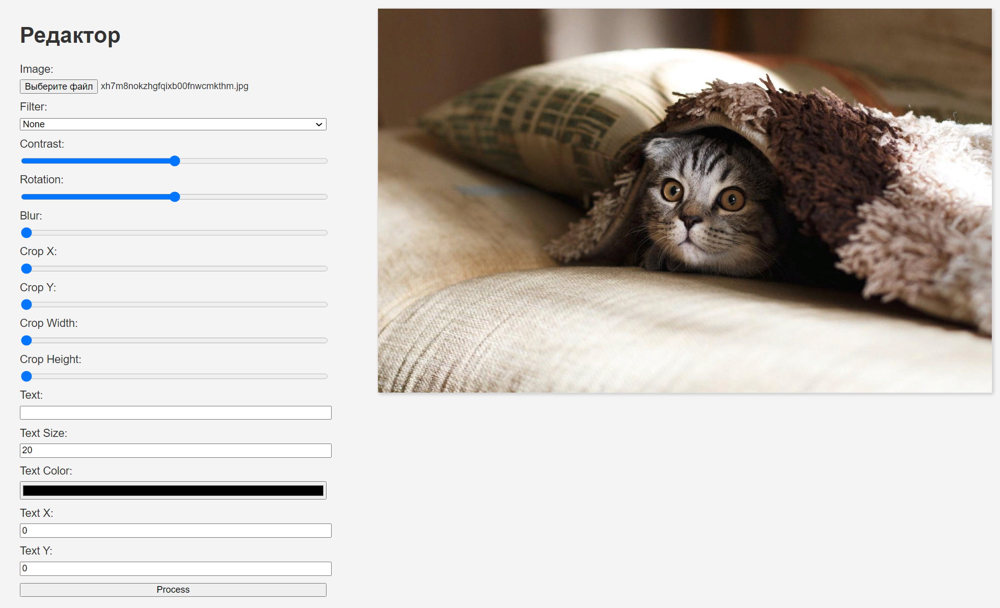 Редактор
Image:
Выберите файл xh7m8nokzhgfqixb00fnwcmkthm.jpg
Filter:
None
Contrast:
Rotation:
Blur:
Crop X:
Crop Y:
Crop Width:
Crop Height:
Text:
Text Size:
20
Text Color:
Text X:
0
Text Y:
0
Process